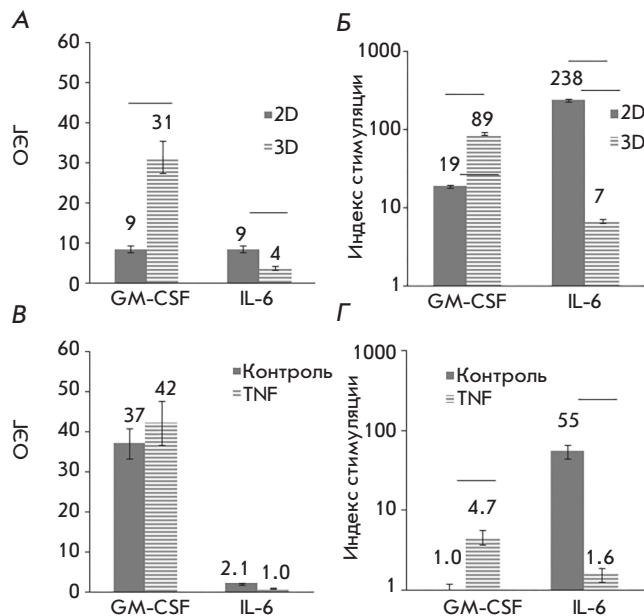 А
60
50
40
30
20
10
0
ОЭГ
9
31
9
4
2D
3D
GM-CSF IL-6
Б
1000
100
10
1
Индекс стимуляции
19
89
238
7
2D
3D
GM-CSF IL-6
В
60
50
40
30
20
10
0
ОЭГ
37
42
2.1
1.0
Контроль
TNF
GM-CSF IL-6
Г
1000
100
10
1
Индекс стимуляции
1.0
4.7
55
1.6
Контроль
TNF
GM-CSF IL-6